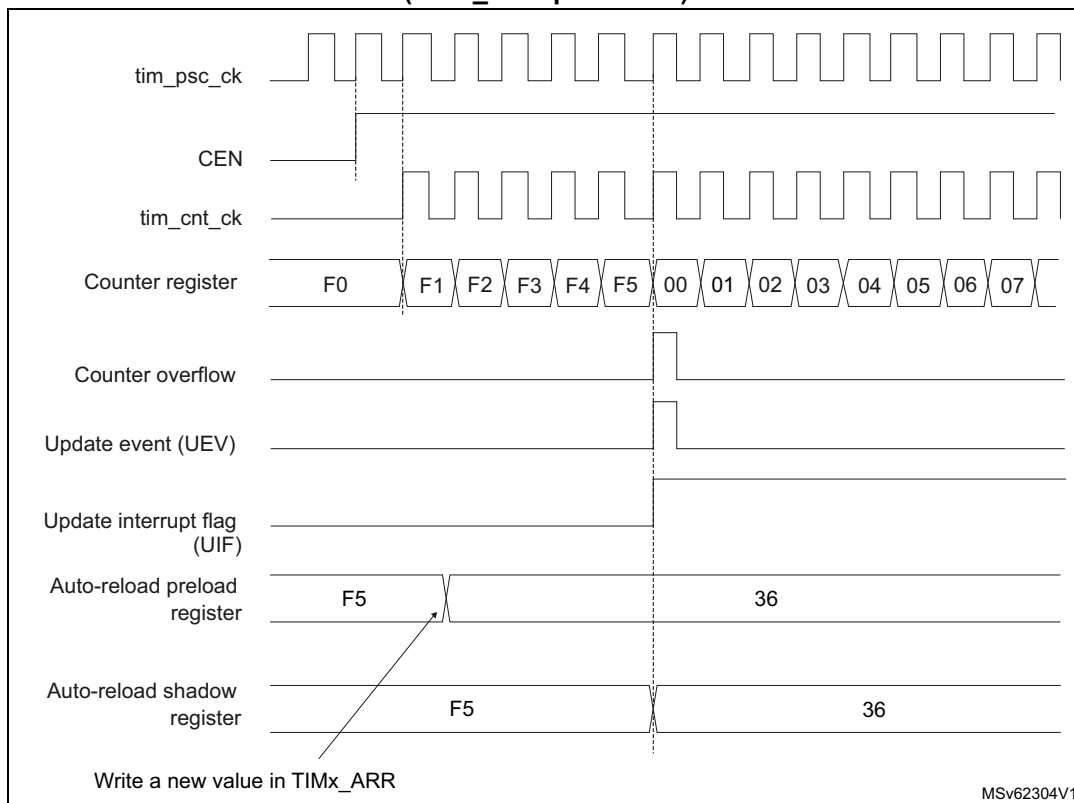 tim_psc_ck
CEN
tim_cnt_ck
Counter register
F0 F1 F2 F3 F4 F5 00 01 02 03 04 05 06 07
Counter overflow
Update event (UEV)
Update interrupt flag
(UIF)
Auto-reload preload
register
F5 36
Auto-reload shadow
register
F5 36
Write a new value in TIMx_ARR
MSv62304V1